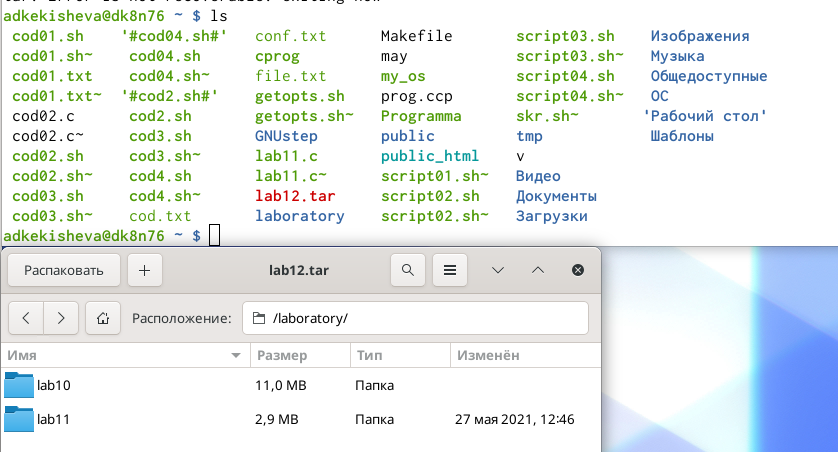 adkekisheva@dk8n76 ~ $ ls
cod01.sh '#cod04.sh#' conf.txt Makefile script03.sh Изображения
cod01.sh~ cod04.sh cprog may script03.sh~ Музыка
cod01.txt cod04.sh~ file.txt my_os script04.sh Общедоступные
cod01.txt~ '#cod2.sh#' getopts.sh prog.ccp script04.sh~ ОС
cod02.c cod2.sh getopts.sh~ Programma skr.sh~ 'Рабочий стол'
cod02.c~ cod3.sh GNUstep public tmp Шаблоны
cod02.sh cod3.sh~ lab11.c public_html v
cod02.sh~ cod4.sh lab11.c~ script01.sh~ Видео
cod03.sh cod4.sh~ lab12.tar script02.sh Документы
cod03.sh~ cod.txt laboratory script02.sh~ Загрузки
adkekisheva@dk8n76 ~ $
Распаковать lab12.tar
Расположение: /laboratory/
Имя Размер Тип Изменён
lab10 11,0 MB Папка
lab11 2,9 MB Папка 27 мая 2021, 12:46